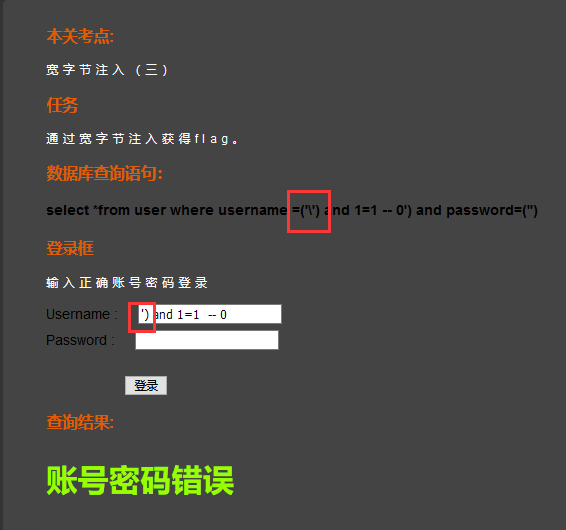 本关考点:
宽字节注入（三）
任务
通过宽字节注入获得flag。
数据库查询语句:
select *from user where username =('\') and 1=1 -- 0') and password=('')
登录框
输入正确账号密码登录
Username : ') and 1=1 -- 0
Password :
登录
查询结果:
账号密码错误